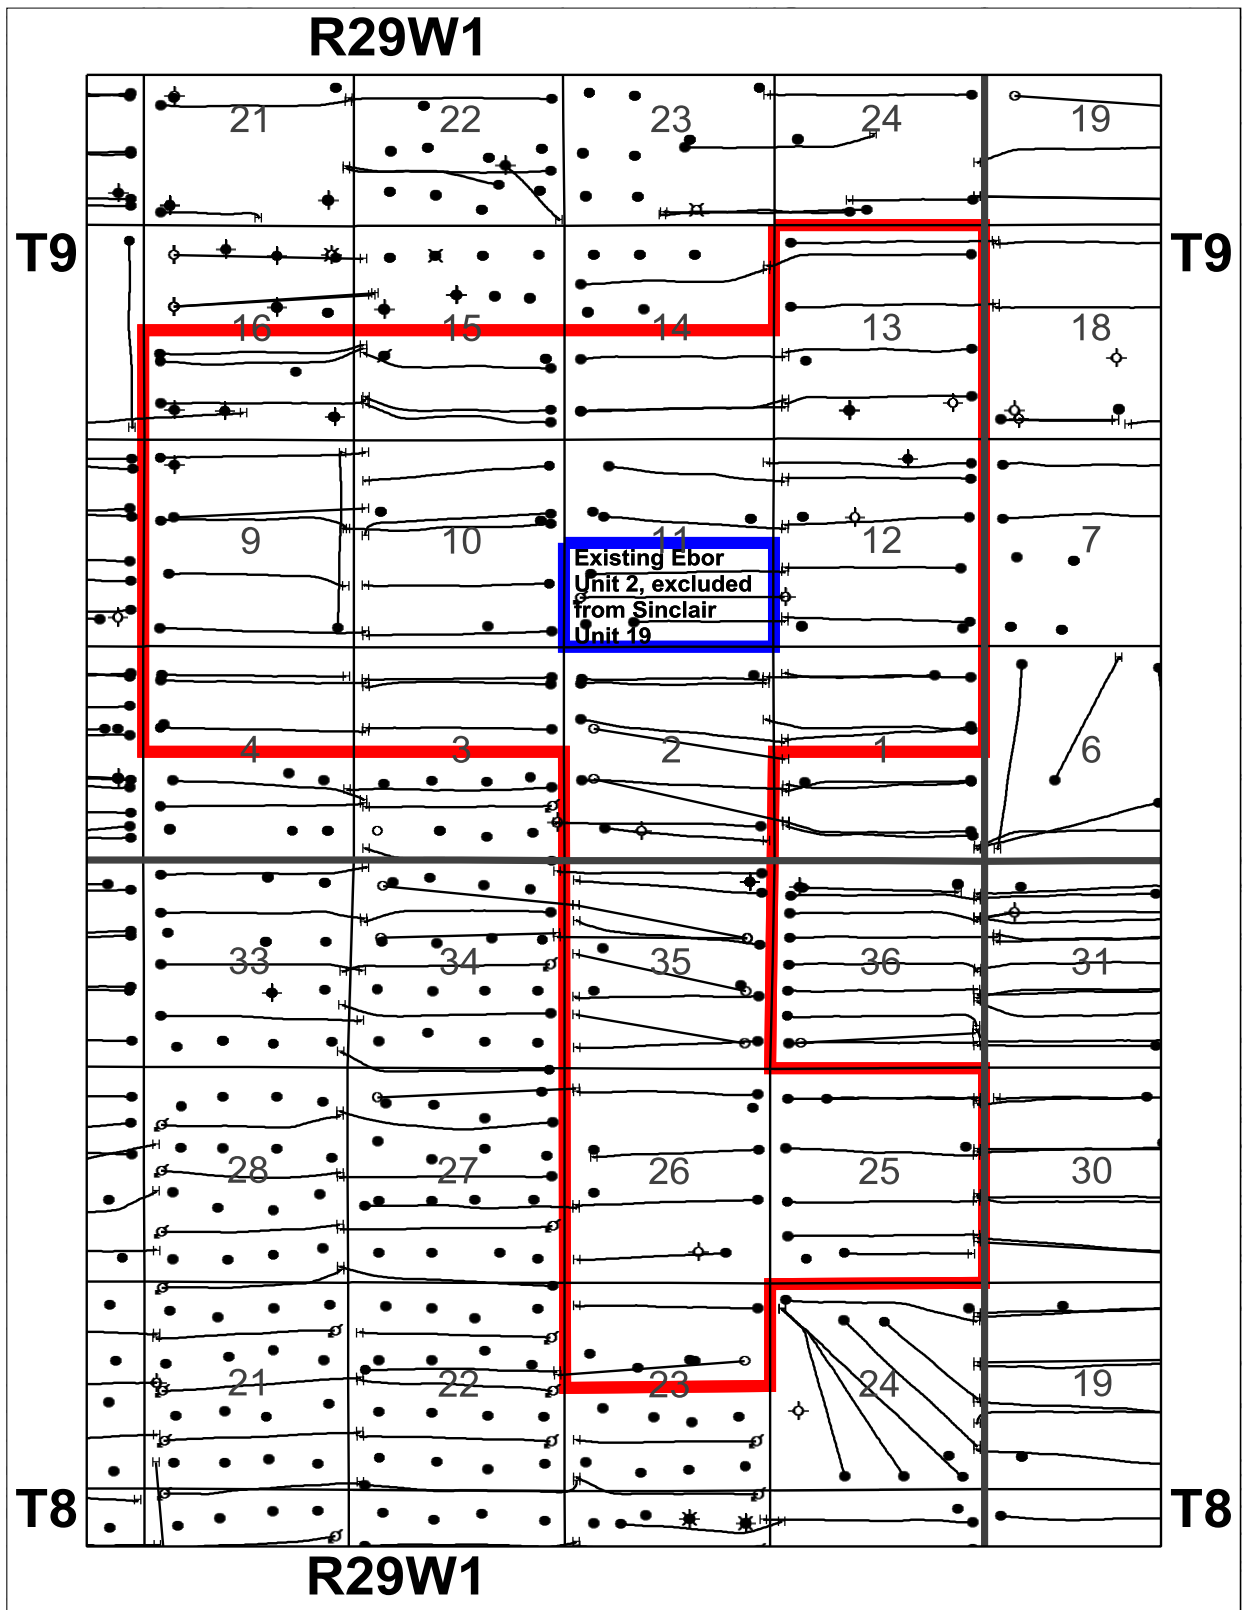 R29W1
21 22 23 24 19
T9 T9
16 15 14 13 18
9 10 11 12 7
Existing Ebor
Unit 2, excluded
from Sinclair
Unit 19
4 3 2 1 6
33 34 35 36 31
28 27 26 25 30
21 22 23 24 19
T8 T8
R29W1